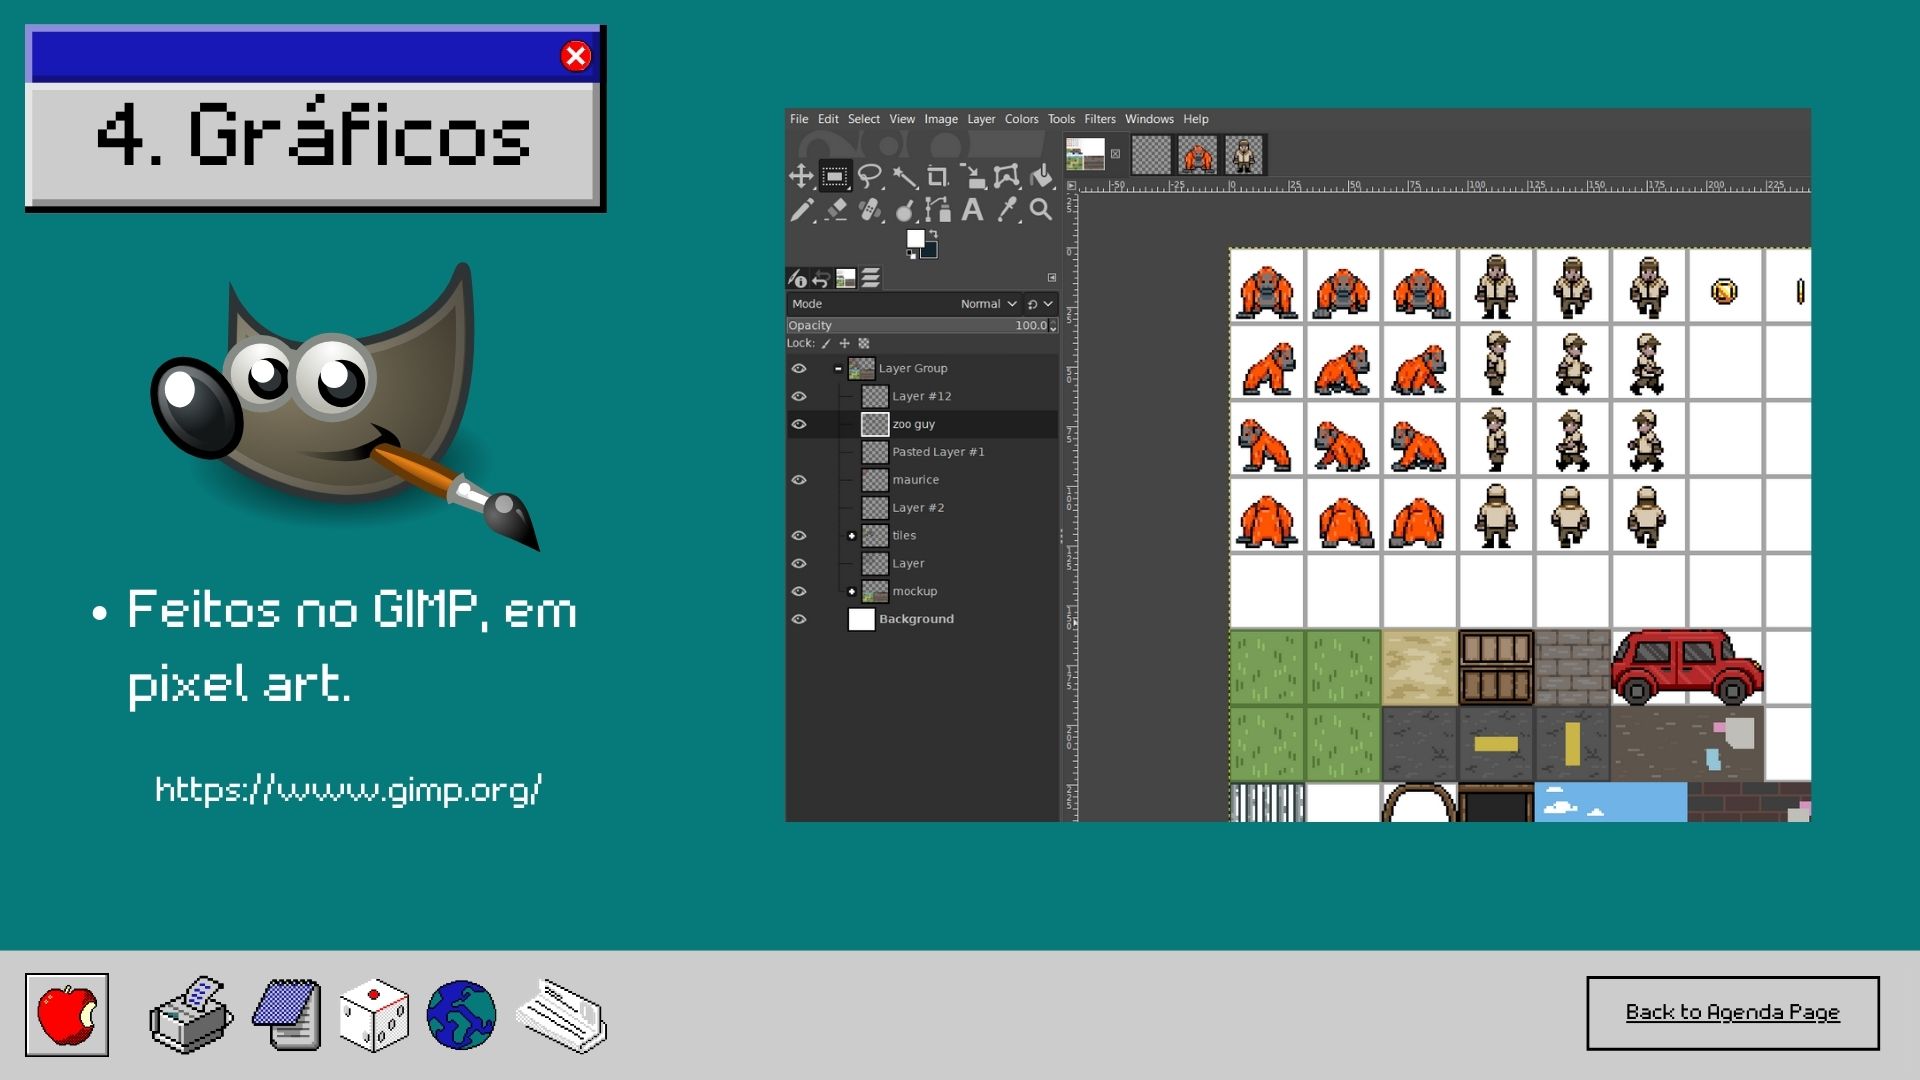 4. Gráficos
• Feitos no GIMP, em
pixel art.
https://www.gimp.org/
File Edit Select View Image Layer Colors Tools Filters Windows Help
-50 -25 0 25 50 75 100 125 150 175 200 225
Mode Normal
Opacity 100.0
Lock:
Layer Group
Layer #12
zoo guy
Pasted Layer #1
maurice
Layer #2
tiles
Layer
mockup
Background
Back to Agenda Page